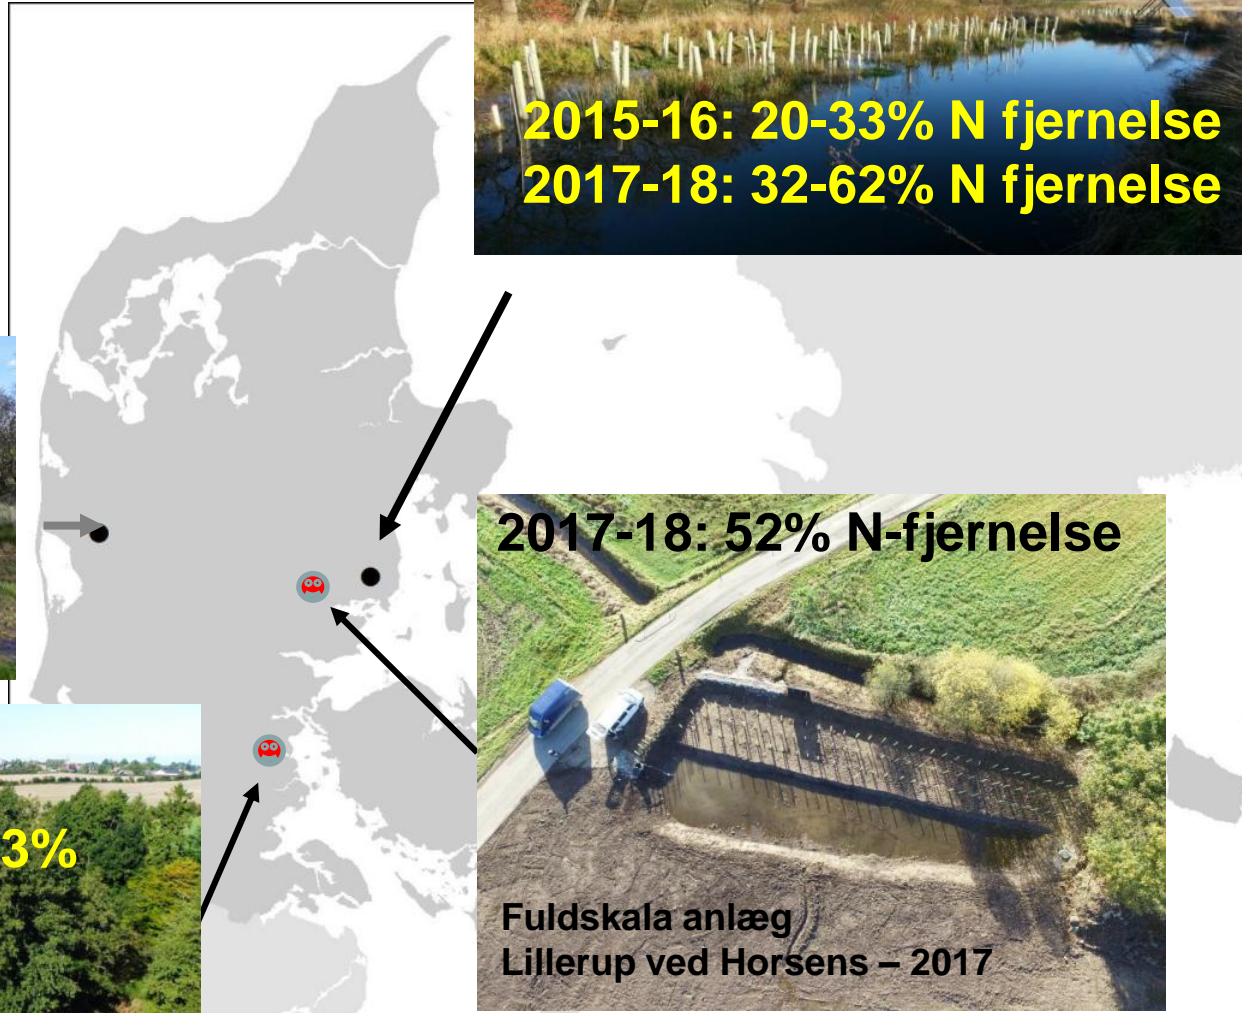 2015-16: 20-33% N fjernelse
2017-18: 32-62% N fjernelse
2017-18: 52% N-fjernelse
3%
Fuldskala anlæg
Lillerup ved Horsens – 2017